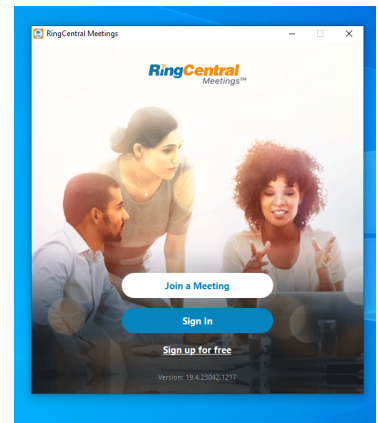 RingCentral Meetings
RingCentral
Meetings™
Join a Meeting
Sign In
Sign up for free
Version: 19.4.23042.1217